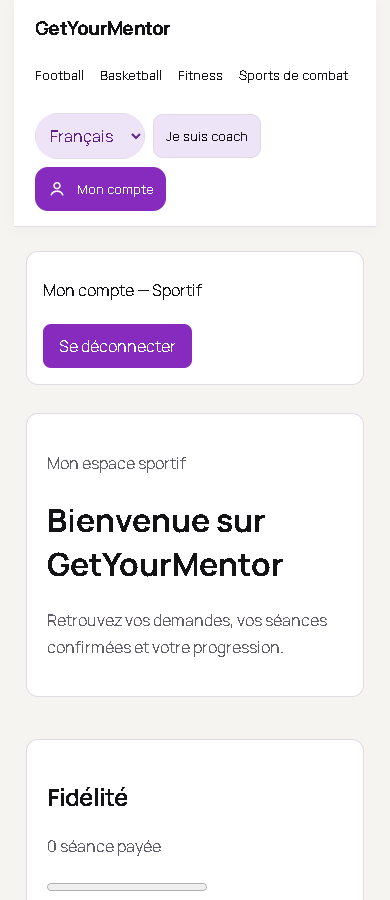 GetYourMentor
Football Basketball Fitness Sports de combat
Français Je suis coach
Mon compte
Mon compte — Sportif
Se déconnecter
Mon espace sportif
Bienvenue sur
GetYourMentor
Retrouvez vos demandes, vos séances
confirmées et votre progression.
Fidélité
0 séance payée